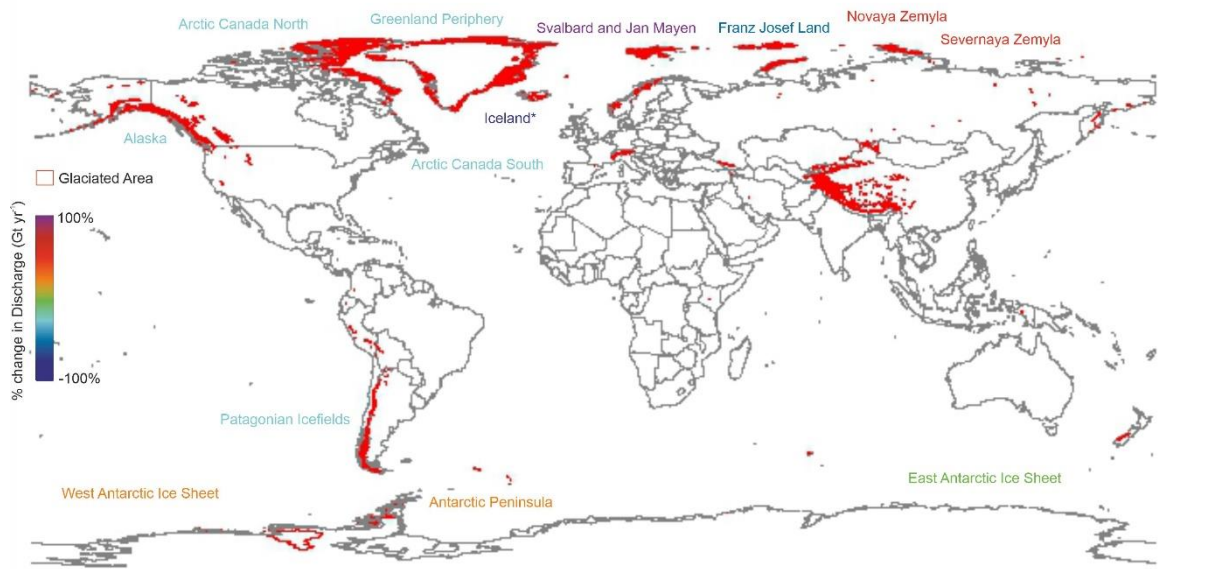 Arctic Canada North
Greenland Periphery
Svalbard and Jan Mayen
Franz Josef Land
Novaya Zemyla
Severnaya Zemyla
Alaska
Iceland*
Arctic Canada South
Glaciated Area
% change in Discharge (Gt yr⁻¹)
100%
-100%
Patagonian Icefields
West Antarctic Ice Sheet
Antarctic Peninsula
East Antarctic Ice Sheet